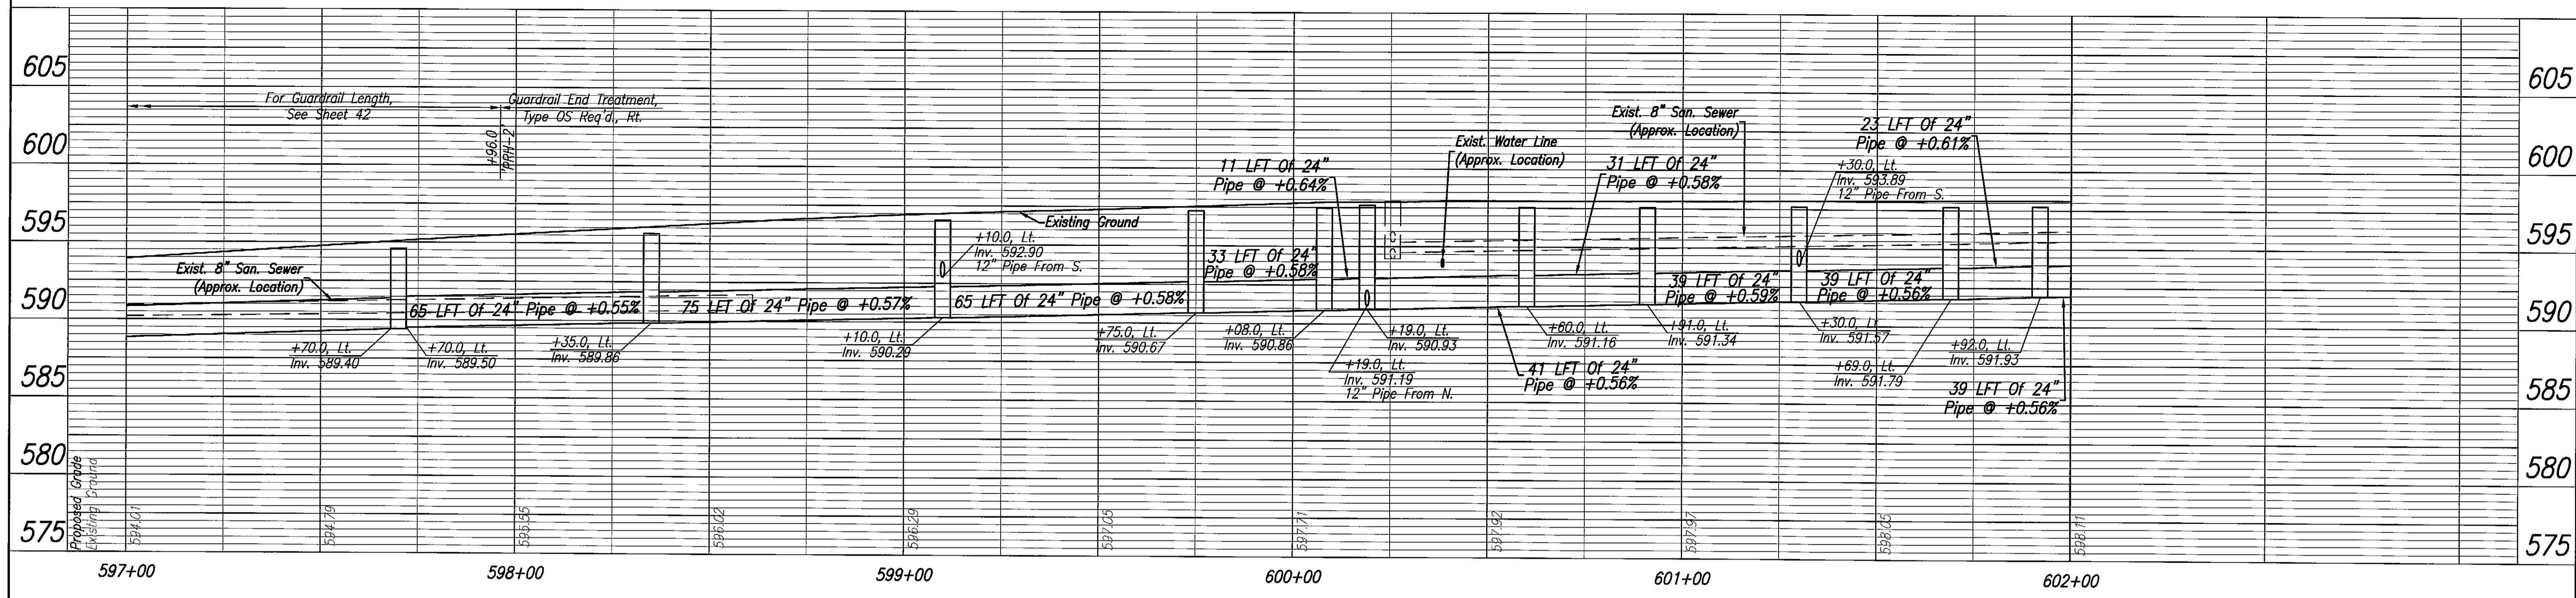 605
600
595
590
585
580
575
Proposed Grade
Existing Ground
For Guardrail Length,
See Sheet 42
Guardrail End Treatment,
Type OS Req'd., Rt.
+96.0
'PRH-2'
Exist. 8" San. Sewer
(Approx. Location)
65 LFT Of 24" Pipe @ +0.55%
75 LFT Of 24" Pipe @ +0.57%
65 LFT Of 24" Pipe @ +0.58%
+70.0, Lt.
Inv. 589.40
+70.0, Lt.
Inv. 589.50
+35.0, Lt.
Inv. 589.86
+10.0, Lt.
Inv. 590.29
Existing Ground
+10.0, Lt.
Inv. 592.90
12" Pipe From S.
+75.0, Lt.
Inv. 590.67
33 LFT Of 24"
Pipe @ +0.58%
11 LFT Of 24"
Pipe @ +0.64%
+08.0, Lt.
Inv. 590.86
+19.0, Lt.
Inv. 590.93
+19.0, Lt.
Inv. 591.19
12" Pipe From N.
Exist. Water Line
(Approx. Location)
Exist. 8" San. Sewer
(Approx. Location)
31 LFT Of 24"
Pipe @ +0.58%
+60.0, Lt.
Inv. 591.16
41 LFT Of 24"
Pipe @ +0.56%
+91.0, Lt.
Inv. 591.34
39 LFT Of 24"
Pipe @ +0.59%
23 LFT Of 24"
Pipe @ +0.61%
+30.0, Lt.
Inv. 593.89
12" Pipe From S.
39 LFT Of 24"
Pipe @ +0.56%
+30.0, Lt.
Inv. 591.57
+69.0, Lt.
Inv. 591.79
+92.0, Lt.
Inv. 591.93
39 LFT Of 24"
Pipe @ +0.56%
605
600
595
590
585
580
575
594.01
594.79
595.55
596.02
596.29
597.05
597.71
597.92
597.97
598.05
598.11
597+00
598+00
599+00
600+00
601+00
602+00